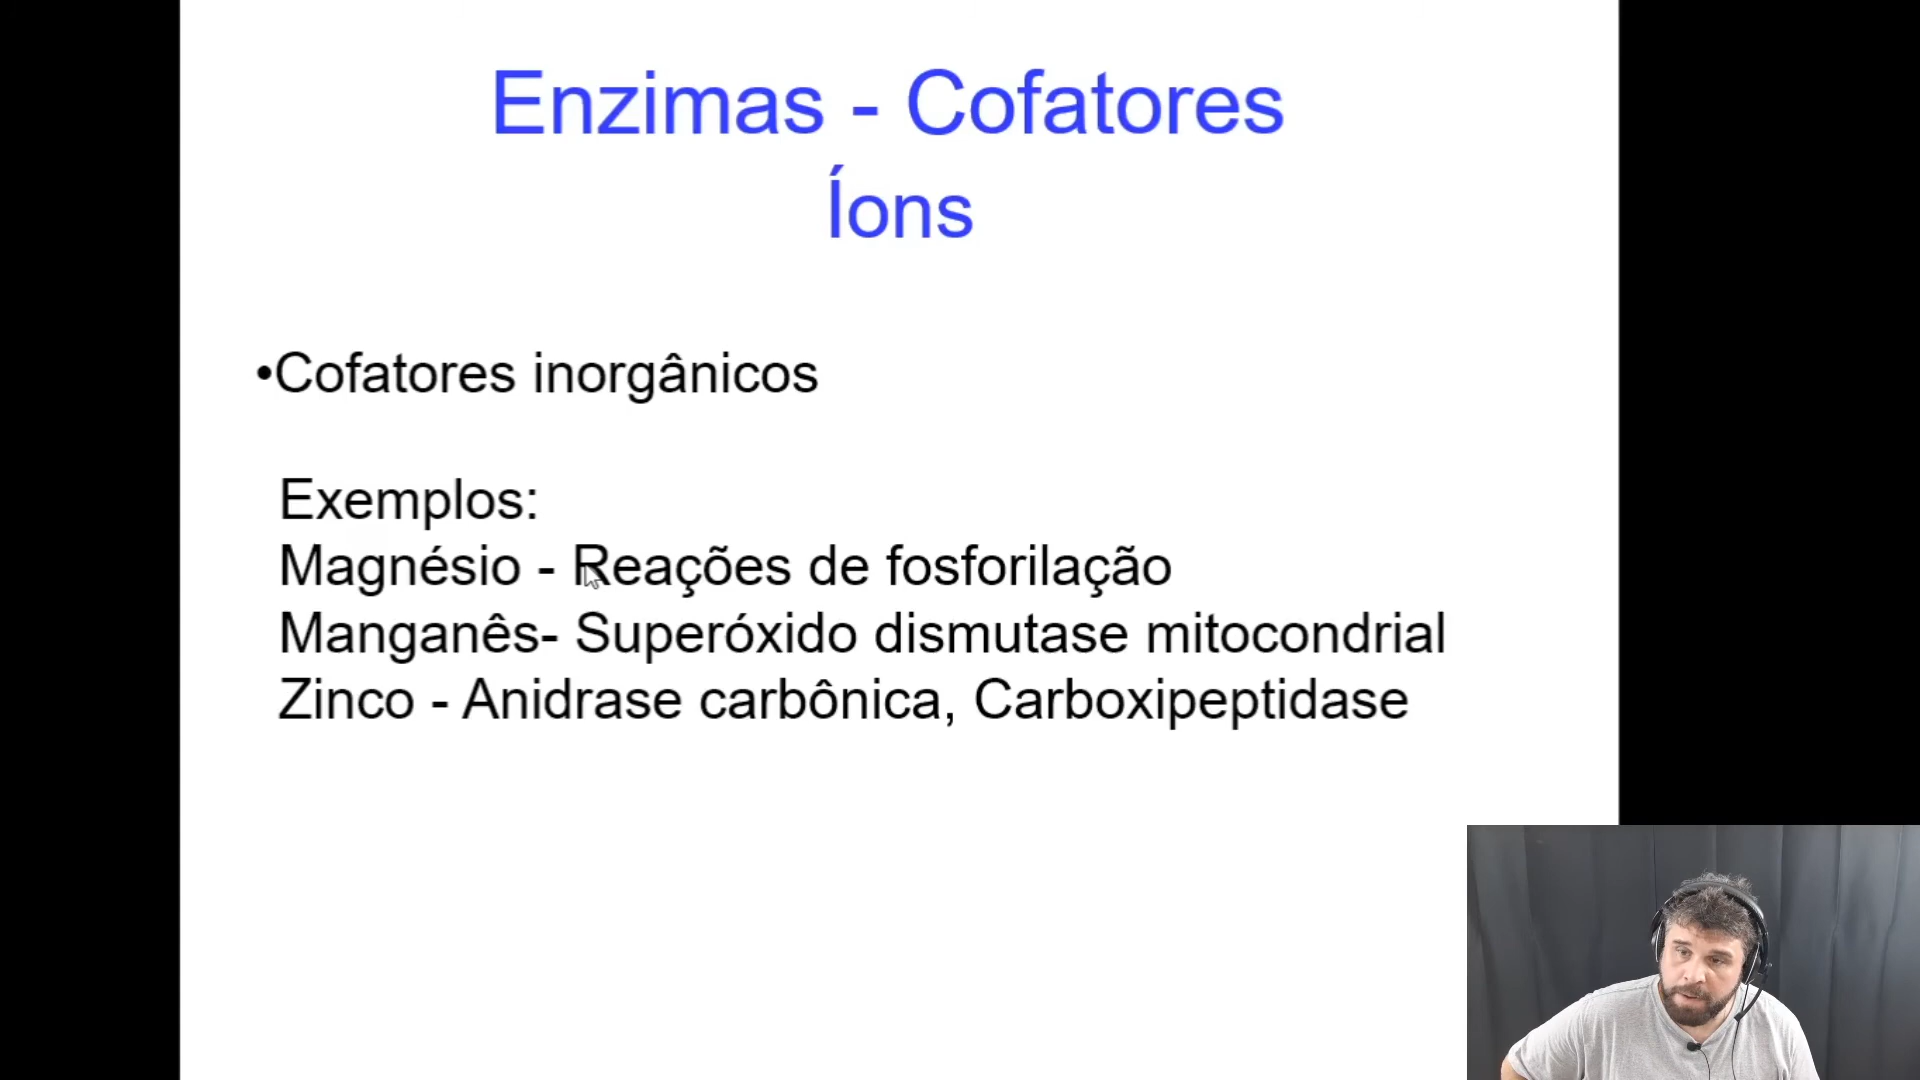 Enzimas - Cofatores
Íons
•Cofatores inorgânicos
Exemplos:
Magnésio - Reações de fosforilação
Manganês- Superóxido dismutase mitocondrial
Zinco - Anidrase carbônica, Carboxipeptidase